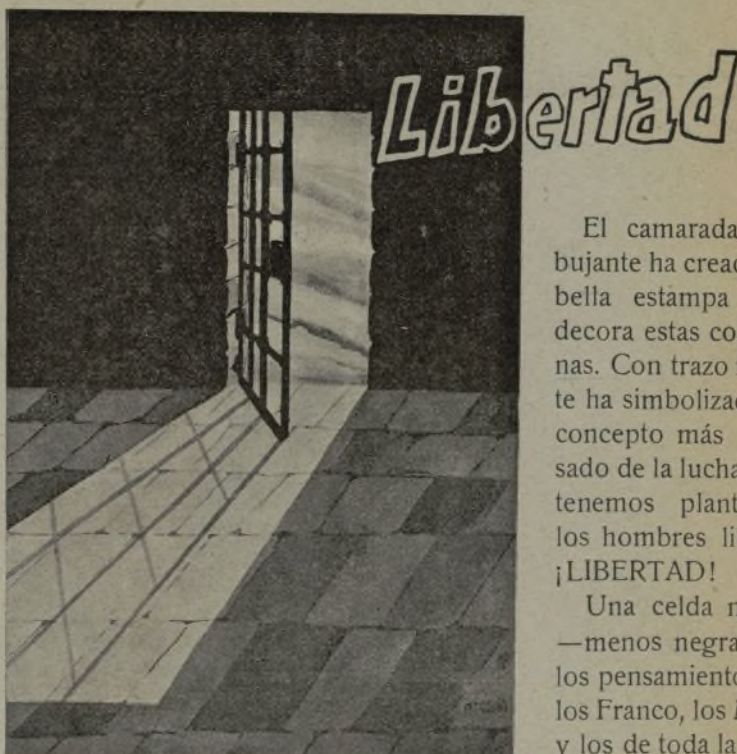 Libertad
El camarada
bujante ha creac
bella estampa
decora estas co
nas. Con trazo
te ha simboliza
concepto más
sado de la lucha
tenemos plant
los hombres li
¡LIBERTAD!
Una celda n
—menos negra
los pensamiento
los Franco, los
y los de toda la